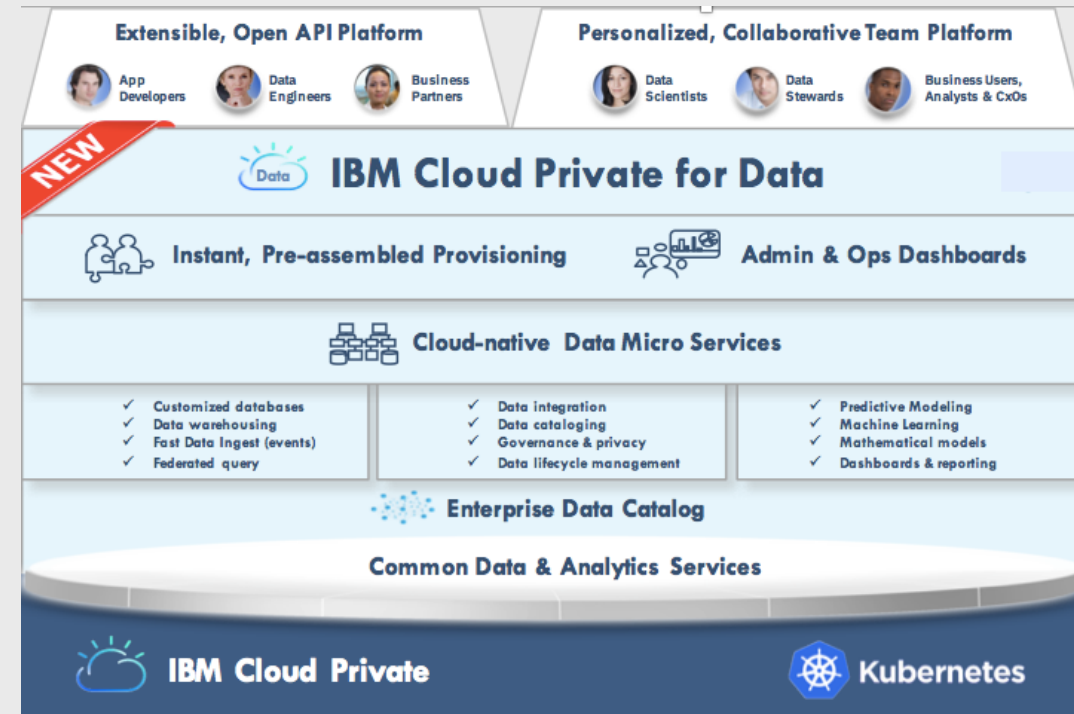 Extensible, Open API Platform
Personalized, Collaborative Team Platform
App
Developers
Data
Engineers
Business
Partners
Data
Scientists
Data
Stewards
Business Users,
Analysts & CxOs
NEW
Data
IBM Cloud Private for Data
Instant, Pre-assembled Provisioning
Admin & Ops Dashboards
Cloud-native Data Micro Services
✓ Customized databases
✓ Data warehousing
✓ Fast Data Ingest (events)
✓ Federated query
✓ Data integration
✓ Data cataloging
✓ Governance & privacy
✓ Data lifecycle management
✓ Predictive Modeling
✓ Machine Learning
✓ Mathematical models
✓ Dashboards & reporting
Enterprise Data Catalog
Common Data & Analytics Services
IBM Cloud Private
Kubernetes